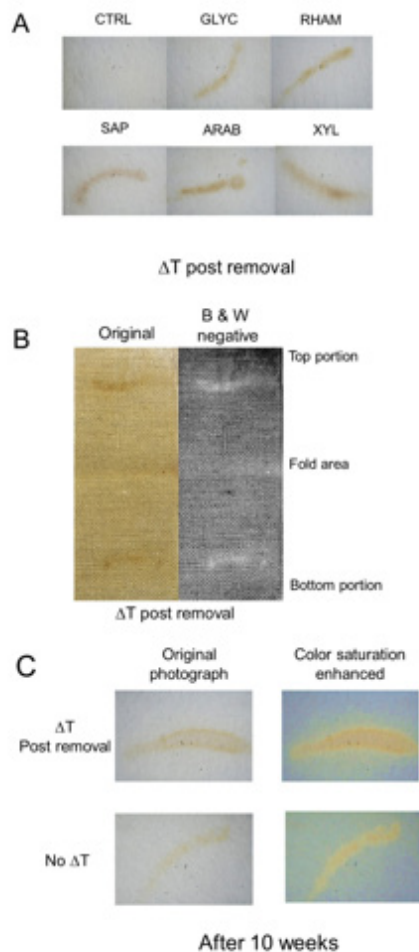 A
CTRL GLYC RHAM
SAP ARAB XYL
ΔT post removal
B
Original B & W negative
Top portion
Fold area
Bottom portion
ΔT post removal
C
Original photograph
Color saturation enhanced
ΔT
Post removal
No ΔT
After 10 weeks